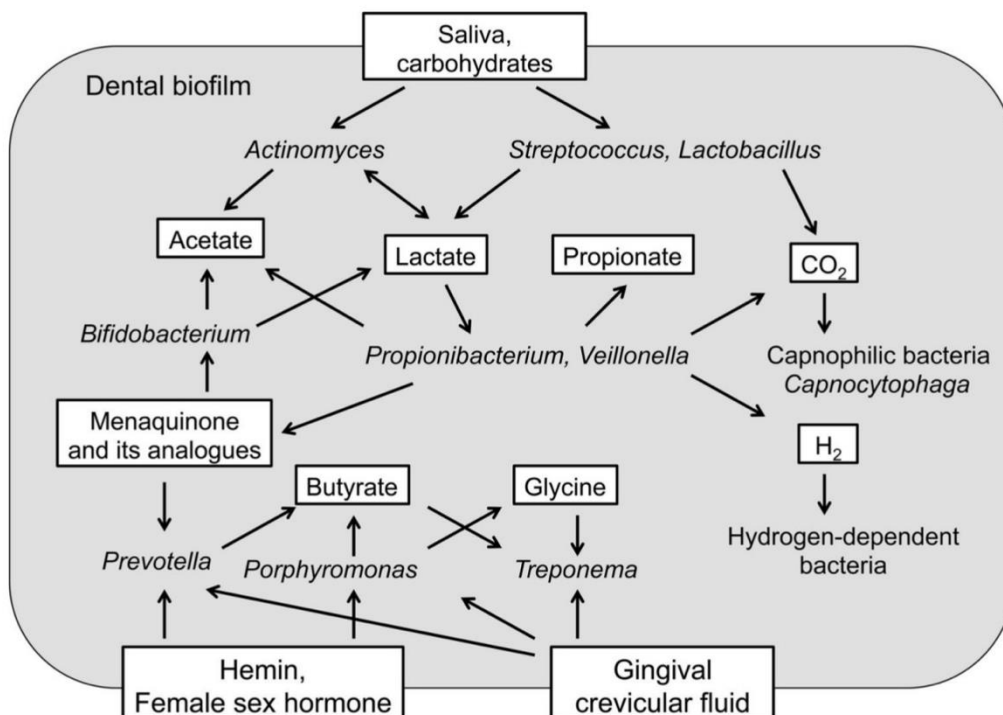 Saliva,
carbohydrates
Dental biofilm
Actinomyces
Streptococcus, Lactobacillus
Acetate
Lactate
Propionate
CO₂
Bifidobacterium
Propionibacterium, Veillonella
Capnophilic bacteria
Capnocytophaga
Menaquinone
and its analogues
H₂
Butyrate
Glycine
Hydrogen-dependent
bacteria
Prevotella
Porphyromonas
Treponema
Hemin,
Female sex hormone
Gingival
crevicular fluid